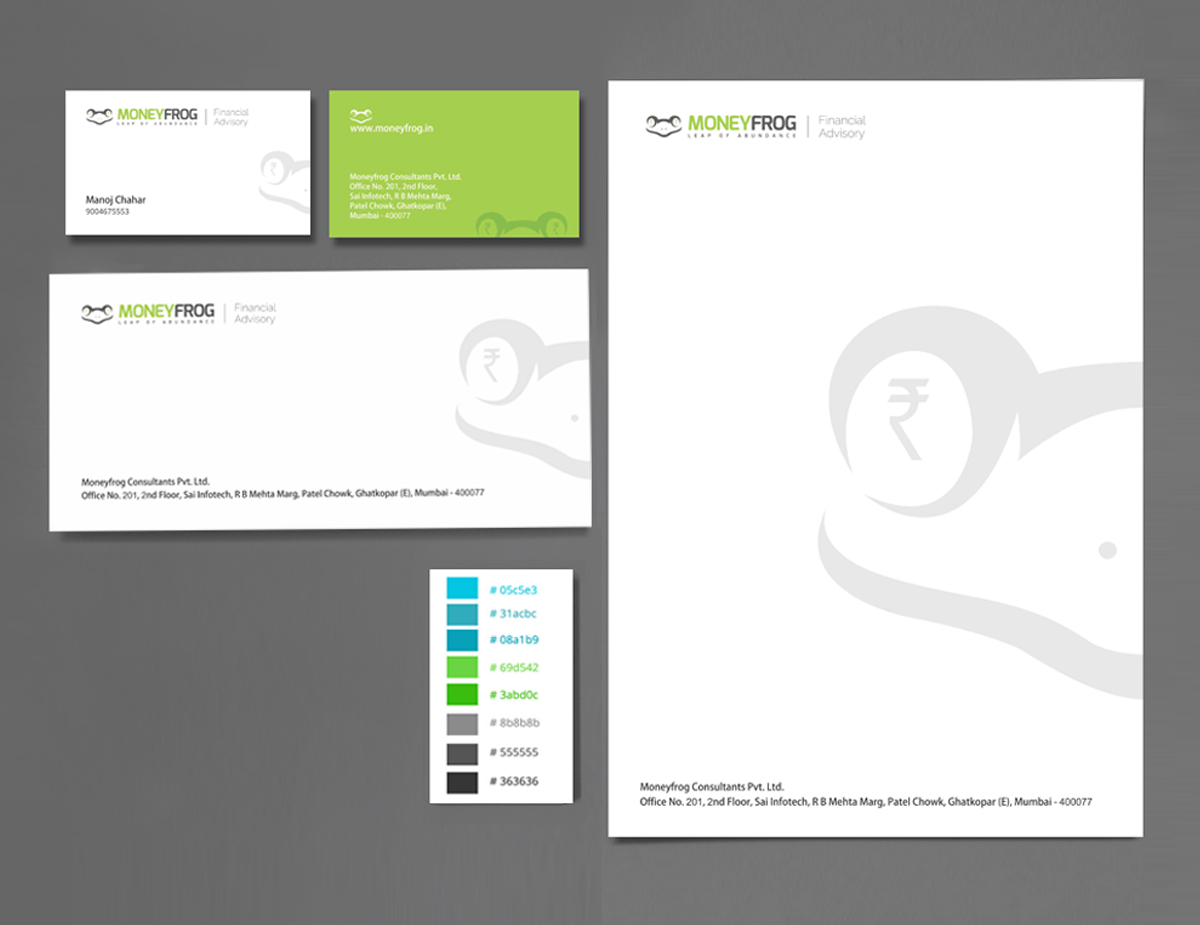 MONEYFROG
LEAP OF ABUNDANCE
Financial
Advisory
₹
Manoj Chahar
9004675553
www.moneyfrog.in
Moneyfrog Consultants Pvt. Ltd.
Office No. 201, 2nd Floor,
Sai Infotech, R B Mehta Marg,
Patel Chowk, Ghatkopar (E),
Mumbai - 400077
₹ ₹
MONEYFROG
LEAP OF ABUNDANCE
Financial
Advisory
₹
Moneyfrog Consultants Pvt. Ltd.
Office No. 201, 2nd Floor, Sai Infotech, R B Mehta Marg, Patel Chowk, Ghatkopar (E), Mumbai - 400077
# 05c5e3
# 31acbc
# 08a1b9
# 69d542
# 3abd0c
# 8b8b8b
# 555555
# 363636
MONEYFROG
LEAP OF ABUNDANCE
Financial
Advisory
₹
Moneyfrog Consultants Pvt. Ltd.
Office No. 201, 2nd Floor, Sai Infotech, R B Mehta Marg, Patel Chowk, Ghatkopar (E), Mumbai - 400077